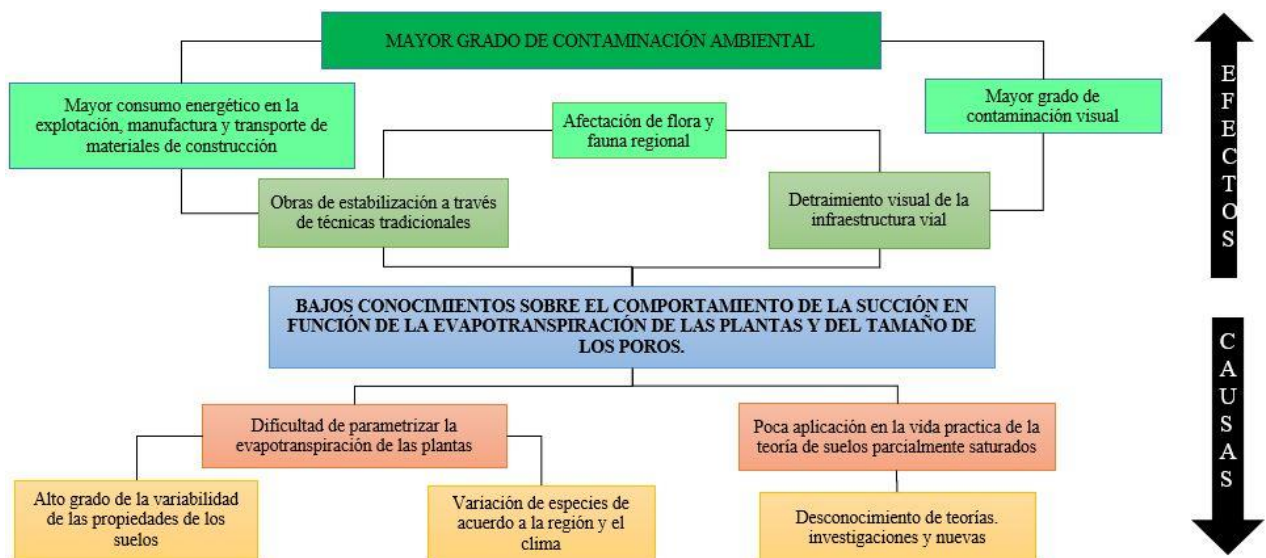 MAYOR GRADO DE CONTAMINACIÓN AMBIENTAL
Mayor consumo energético en la
explotación, manufactura y transporte de
materiales de construcción
Afectación de flora y
fauna regional
Mayor grado de
contaminación visual
Obras de estabilización a través
de técnicas tradicionales
Detraimiento visual de la
infraestructura vial
EFECTOS
BAJOS CONOCIMIENTOS SOBRE EL COMPORTAMIENTO DE LA SUCCIÓN EN
FUNCIÓN DE LA EVAPOTRANSPIRACIÓN DE LAS PLANTAS Y DEL TAMAÑO DE
LOS POROS.
Dificultad de parametrizar la
evapotranspiración de las plantas
Poca aplicación en la vida practica de la
teoría de suelos parcialmente saturados
Alto grado de la variabilidad
de las propiedades de los
suelos
Variación de especies de
acuerdo a la región y el
clima
Desconocimiento de teorías.
investigaciones y nuevas
CAUSAS